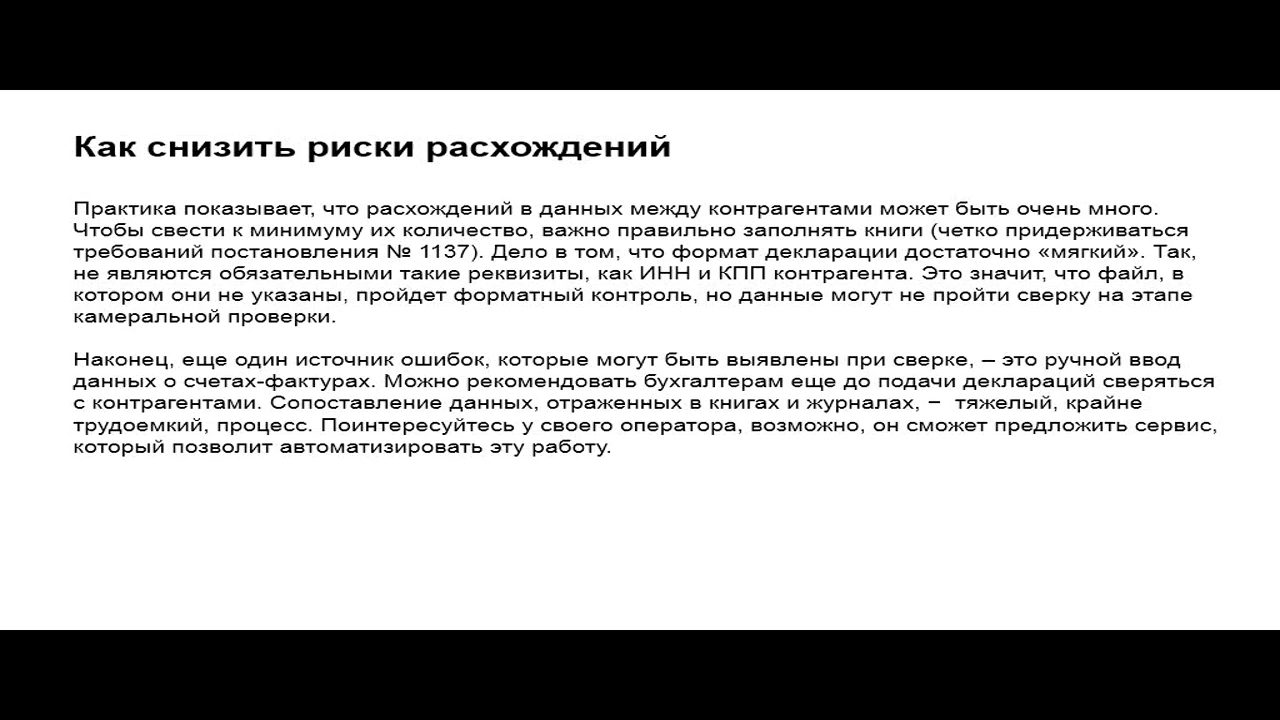 Как снизить риски расхождений
Практика показывает, что расхождений в данных между контрагентами может быть очень много.
Чтобы свести к минимуму их количество, важно правильно заполнять книги (четко придерживаться
требований постановления № 1137). Дело в том, что формат декларации достаточно «мягкий». Так,
не являются обязательными такие реквизиты, как ИНН и КПП контрагента. Это значит, что файл, в
котором они не указаны, пройдет форматный контроль, но данные могут не пройти сверку на этапе
камеральной проверки.
Наконец, еще один источник ошибок, которые могут быть выявлены при сверке, – это ручной ввод
данных о счетах-фактурах. Можно рекомендовать бухгалтерам еще до подачи деклараций сверяться
с контрагентами. Сопоставление данных, отраженных в книгах и журналах, −  тяжелый, крайне
трудоемкий, процесс. Поинтересуйтесь у своего оператора, возможно, он сможет предложить сервис,
который позволит автоматизировать эту работу.